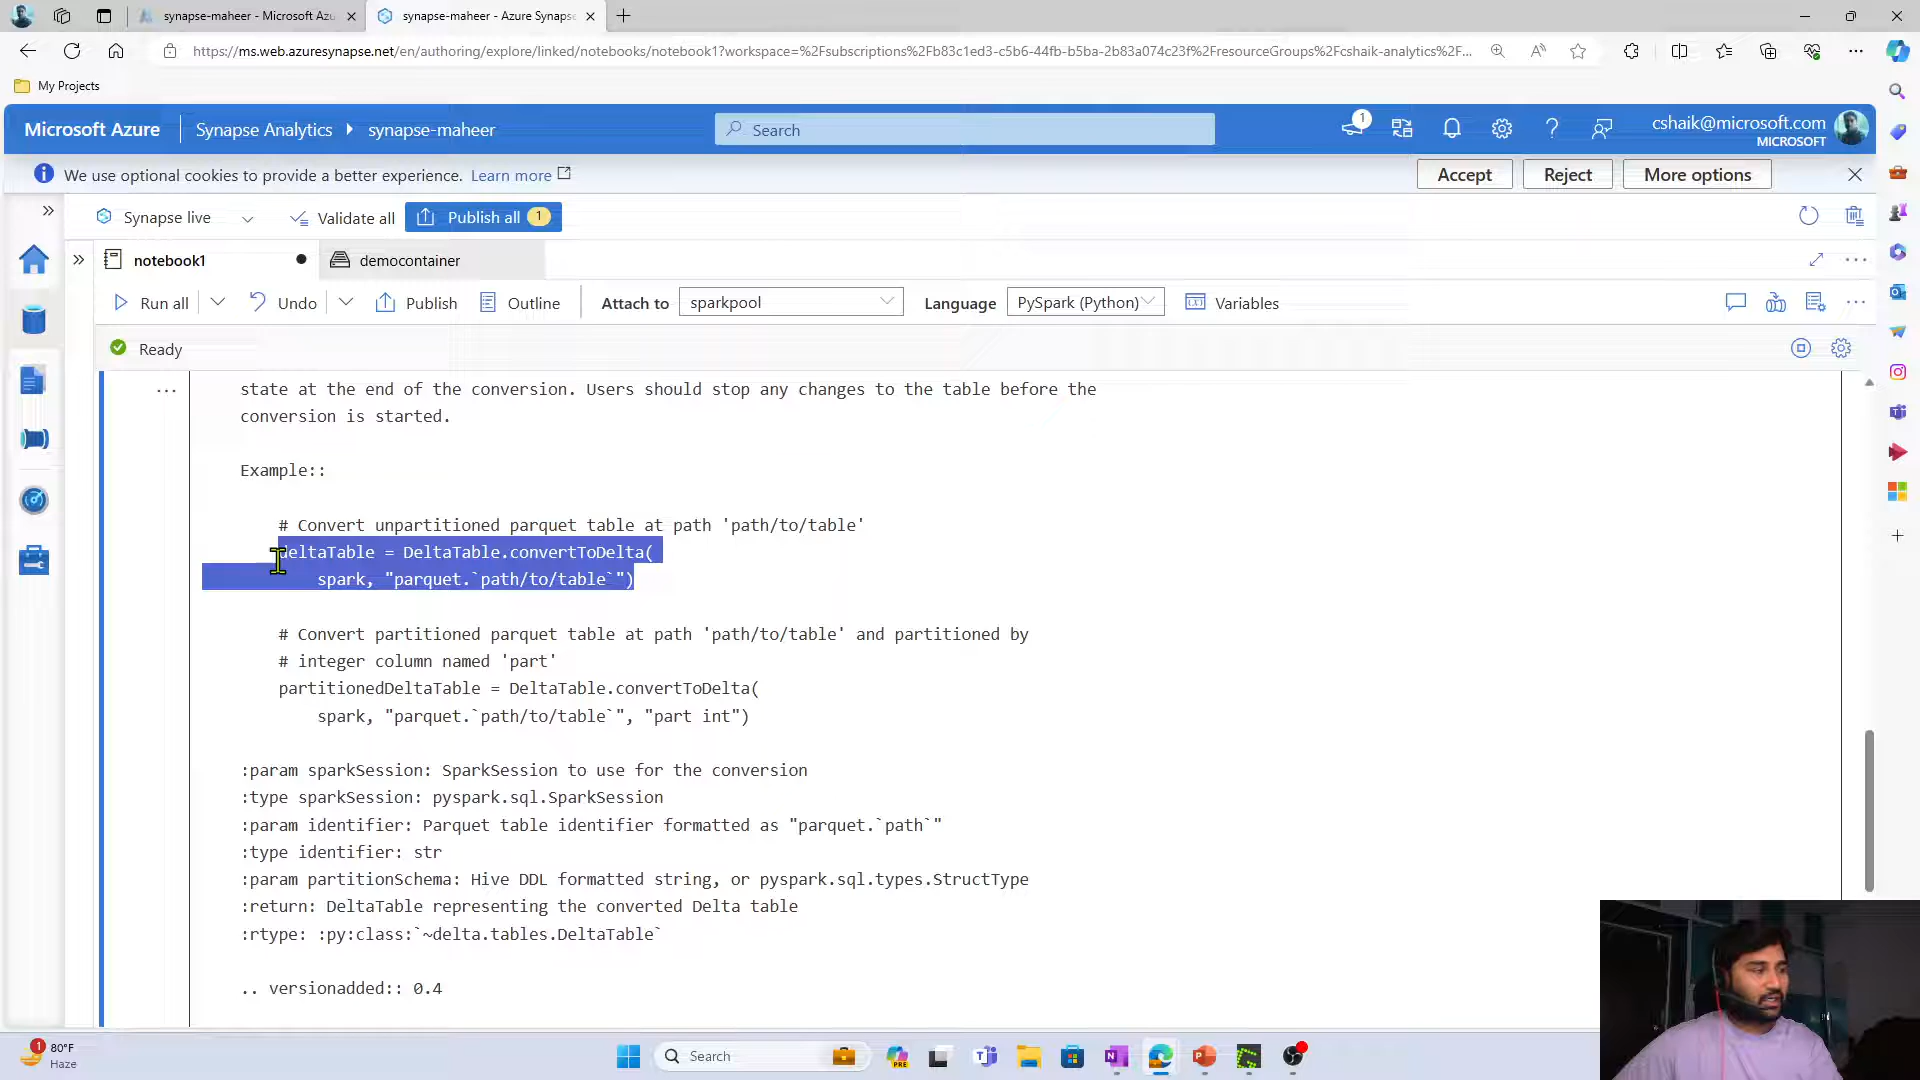 synapse-maheer - Microsoft Azu
synapse-maheer - Azure Synapse
https://ms.web.azuresynapse.net/en/authoring/explore/linked/notebooks/notebook1?workspace=%2Fsubscriptions%2Fb83c1ed3-c5b6-44fb-b5ba-2b83a074c23f%2FresourceGroups%2Fcshaik-analytics%2F...
My Projects
Microsoft Azure
Synapse Analytics
synapse-maheer
Search
1
cshaik@microsoft.com
MICROSOFT
We use optional cookies to provide a better experience. Learn more
Accept
Reject
More options
Synapse live
Validate all
Publish all 1
notebook1
democontainer
Run all
Undo
Publish
Outline
Attach to
sparkpool
Language
PySpark (Python)
Variables
Ready
state at the end of the conversion. Users should stop any changes to the table before the
conversion is started.
Example::
# Convert unpartitioned parquet table at path 'path/to/table'
deltaTable = DeltaTable.convertToDelta(
spark, "parquet.`path/to/table`")
# Convert partitioned parquet table at path 'path/to/table' and partitioned by
# integer column named 'part'
partitionedDeltaTable = DeltaTable.convertToDelta(
spark, "parquet.`path/to/table`", "part int")
:param sparkSession: SparkSession to use for the conversion
:type sparkSession: pyspark.sql.SparkSession
:param identifier: Parquet table identifier formatted as "parquet.`path`"
:type identifier: str
:param partitionSchema: Hive DDL formatted string, or pyspark.sql.types.StructType
:return: DeltaTable representing the converted Delta table
:rtype: :py:class:`~delta.tables.DeltaTable`
.. versionadded:: 0.4
1
80°F
Haze
Search
PRE